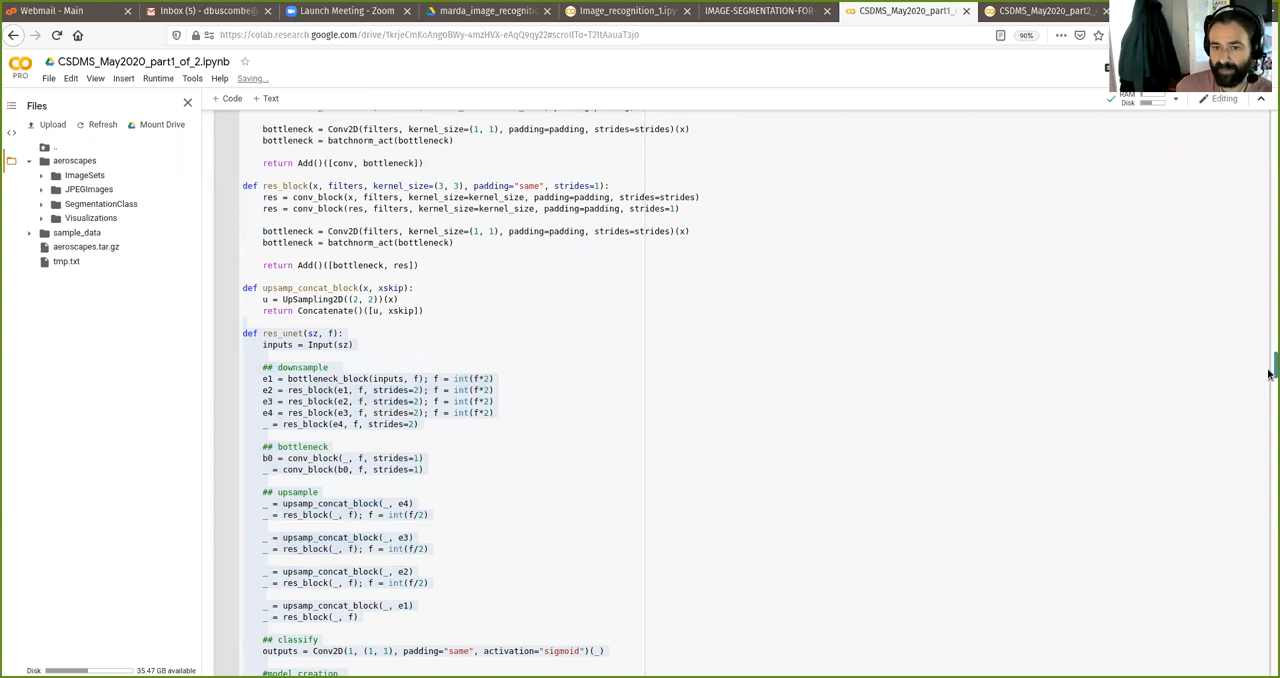 Webmail - Main
Inbox (5) - dbuscombe@
Launch Meeting - Zoom
marda_image_recognition
Image_recognition_1.ipynb
IMAGE-SEGMENTATION-FOR-
CSDMS_May2020_part1_
CSDMS_May2020_part2_
https://colab.research.google.com/drive/1krjeCmKoAng0BWy-4mzHVX-eAqQ9qy22#scrollTo=T2ltAauaT3jo
90%
CSDMS_May2020_part1_of_2.ipynb
PRO
File Edit View Insert Runtime Tools Help Saving...
+ Code + Text
RAM
Disk
Editing
Files
Upload Refresh Mount Drive
..
aeroscapes
ImageSets
JPEGImages
SegmentationClass
Visualizations
sample_data
aeroscapes.tar.gz
tmp.txt
bottleneck = Conv2D(filters, kernel_size=(1, 1), padding=padding, strides=strides)(x)
bottleneck = batchnorm_act(bottleneck)
return Add()([conv, bottleneck])
def res_block(x, filters, kernel_size=(3, 3), padding="same", strides=1):
res = conv_block(x, filters, kernel_size=kernel_size, padding=padding, strides=strides)
res = conv_block(res, filters, kernel_size=kernel_size, padding=padding, strides=1)
bottleneck = Conv2D(filters, kernel_size=(1, 1), padding=padding, strides=strides)(x)
bottleneck = batchnorm_act(bottleneck)
return Add()([bottleneck, res])
def upsamp_concat_block(x, xskip):
u = UpSampling2D((2, 2))(x)
return Concatenate()([u, xskip])
def res_unet(sz, f):
inputs = Input(sz)
## downsample
e1 = bottleneck_block(inputs, f); f = int(f*2)
e2 = res_block(e1, f, strides=2); f = int(f*2)
e3 = res_block(e2, f, strides=2); f = int(f*2)
e4 = res_block(e3, f, strides=2); f = int(f*2)
_ = res_block(e4, f, strides=2)
## bottleneck
b0 = conv_block(_, f, strides=1)
_ = conv_block(b0, f, strides=1)
## upsample
_ = upsamp_concat_block(_, e4)
_ = res_block(_, f); f = int(f/2)
_ = upsamp_concat_block(_, e3)
_ = res_block(_, f); f = int(f/2)
_ = upsamp_concat_block(_, e2)
_ = res_block(_, f); f = int(f/2)
_ = upsamp_concat_block(_, e1)
_ = res_block(_, f)
## classify
outputs = Conv2D(1, (1, 1), padding="same", activation="sigmoid")(_)
#model creation
Disk 35.47 GB available